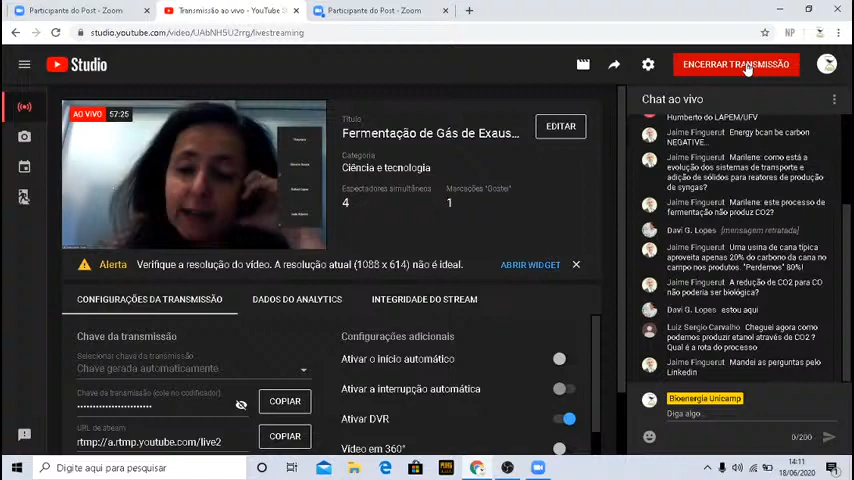 Participante do Post - Zoom
Transmissão ao vivo - YouTube S
Participante do Post - Zoom
studio.youtube.com/video/UAbNH5U2rrg/livestreaming
NP
Studio
ENCERRAR TRANSMISSÃO
AO VIVO 57:25
Título
Fermentação de Gás de Exaus...
EDITAR
Categoria
Ciência e tecnologia
Espectadores simultâneos
4
Marcações "Gostei"
1
Alerta Verifique a resolução do vídeo. A resolução atual (1088 x 614) não é ideal.
ABRIR WIDGET
CONFIGURAÇÕES DA TRANSMISSÃO
DADOS DO ANALYTICS
INTEGRIDADE DO STREAM
Chave da transmissão
Selecionar chave da transmissão
Chave gerada automaticamente
Chave da transmissão (cole no codificador)
COPIAR
URL de stream
rtmp://a.rtmp.youtube.com/live2
COPIAR
Configurações adicionais
Ativar o início automático
Ativar a interrupção automática
Ativar DVR
Vídeo em 360°
Chat ao vivo
Humberto do LAPEM/UFV
Jaime Finguerut Energy bcan be carbon
NEGATIVE...
Jaime Finguerut Marilene: como está a
evolução dos sistemas de transporte e
adição de sólidos para reatores de produção
de syngas?
Jaime Finguerut Marilene: este processo de
fermentação não produz CO2?
Davi G. Lopes [mensagem retratada]
Jaime Finguerut Uma usina de cana típica
aproveita apenas 20% do carbono da cana no
campo nos produtos. "Perdemos" 80%!
Jaime Finguerut A redução de CO2 para CO
não poderia ser biológica?
Davi G. Lopes estou aqui
Luiz Sergio Carvalho Cheguei agora como
podemos produzir etanol através de CO2 ?
Qual é a rota do processo
Jaime Finguerut Mandei as perguntas pelo
Linkedin
Bioenergia Unicamp
Diga algo...
0/200
Digite aqui para pesquisar
14:11
18/06/2020